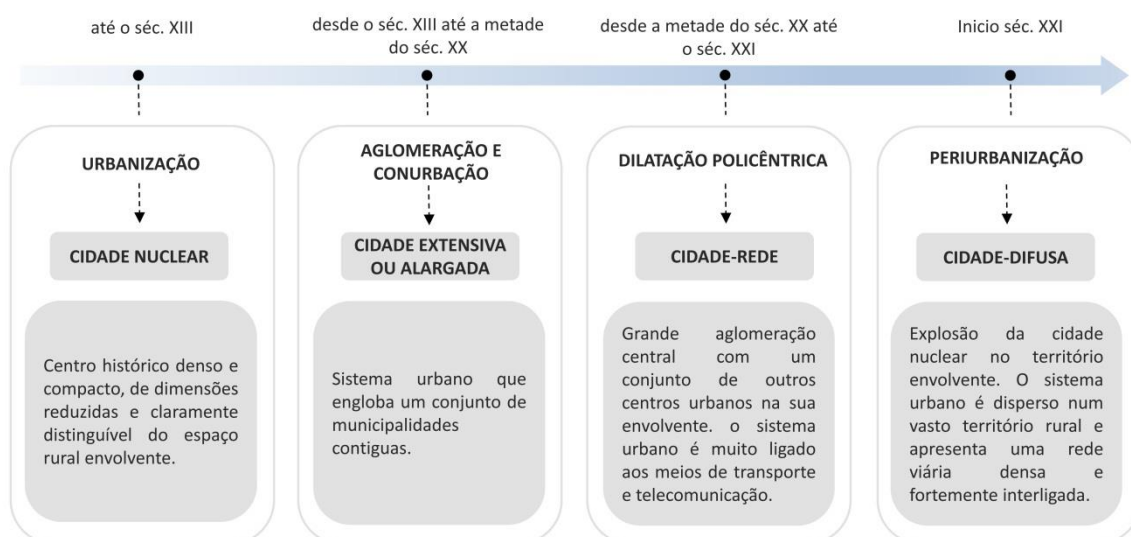 até o séc. XIII
desde o séc. XIII até a metade
do séc. XX
desde a metade do séc. XX até
o séc. XXI
Inicio séc. XXI
URBANIZAÇÃO
CIDADE NUCLEAR
Centro histórico denso e
compacto, de dimensões
reduzidas e claramente
distinguível do espaço
rural envolvente.
AGLOMERAÇÃO E
CONURBAÇÃO
CIDADE EXTENSIVA
OU ALARGADA
Sistema urbano que
engloba um conjunto de
municipalidades
contiguas.
DILATAÇÃO POLICÊNTRICA
CIDADE-REDE
Grande aglomeração
central com um
conjunto de outros
centros urbanos na sua
envolvente. o sistema
urbano é muito ligado
aos meios de transporte
e telecomunicação.
PERIURBANIZAÇÃO
CIDADE-DIFUSA
Explosão da cidade
nuclear no território
envolvente. O sistema
urbano é disperso num
vasto território rural e
apresenta uma rede
viária densa e
fortemente interligada.